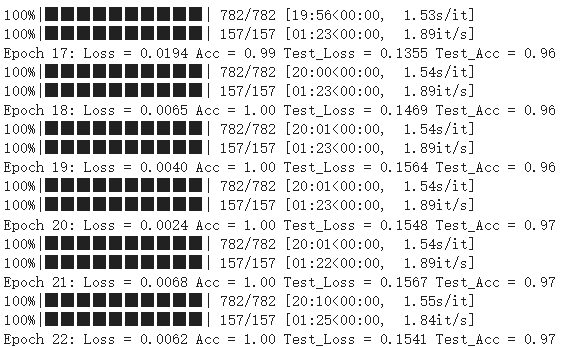 100%|██████████| 782/782 [19:56<00:00,  1.53s/it]
100%|██████████| 157/157 [01:23<00:00,  1.89it/s]
Epoch 17: Loss = 0.0194 Acc = 0.99 Test_Loss = 0.1355 Test_Acc = 0.96
100%|██████████| 782/782 [20:00<00:00,  1.54s/it]
100%|██████████| 157/157 [01:23<00:00,  1.89it/s]
Epoch 18: Loss = 0.0065 Acc = 1.00 Test_Loss = 0.1469 Test_Acc = 0.96
100%|██████████| 782/782 [20:01<00:00,  1.54s/it]
100%|██████████| 157/157 [01:23<00:00,  1.89it/s]
Epoch 19: Loss = 0.0040 Acc = 1.00 Test_Loss = 0.1564 Test_Acc = 0.96
100%|██████████| 782/782 [20:01<00:00,  1.54s/it]
100%|██████████| 157/157 [01:23<00:00,  1.89it/s]
Epoch 20: Loss = 0.0024 Acc = 1.00 Test_Loss = 0.1548 Test_Acc = 0.97
100%|██████████| 782/782 [20:01<00:00,  1.54s/it]
100%|██████████| 157/157 [01:22<00:00,  1.89it/s]
Epoch 21: Loss = 0.0068 Acc = 1.00 Test_Loss = 0.1567 Test_Acc = 0.97
100%|██████████| 782/782 [20:10<00:00,  1.55s/it]
100%|██████████| 157/157 [01:25<00:00,  1.84it/s]
Epoch 22: Loss = 0.0062 Acc = 1.00 Test_Loss = 0.1541 Test_Acc = 0.97